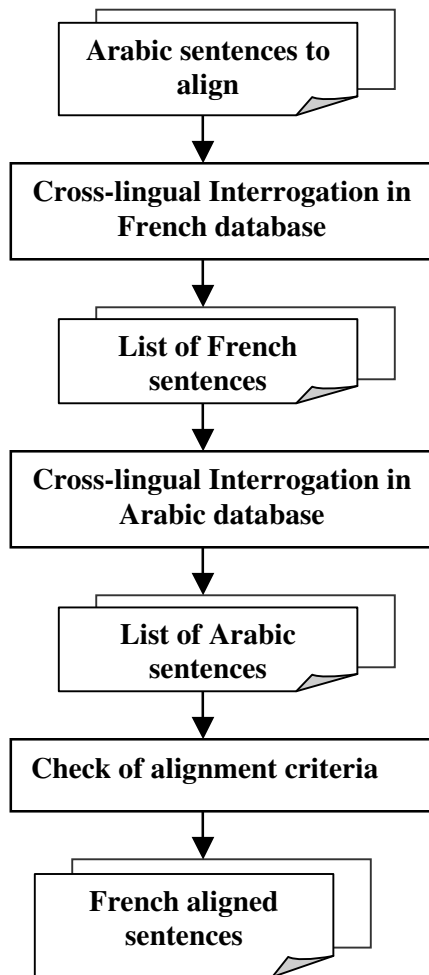 Arabic sentences to
align
Cross-lingual Interrogation in
French database
List of French
sentences
Cross-lingual Interrogation in
Arabic database
List of Arabic
sentences
Check of alignment criteria
French aligned
sentences